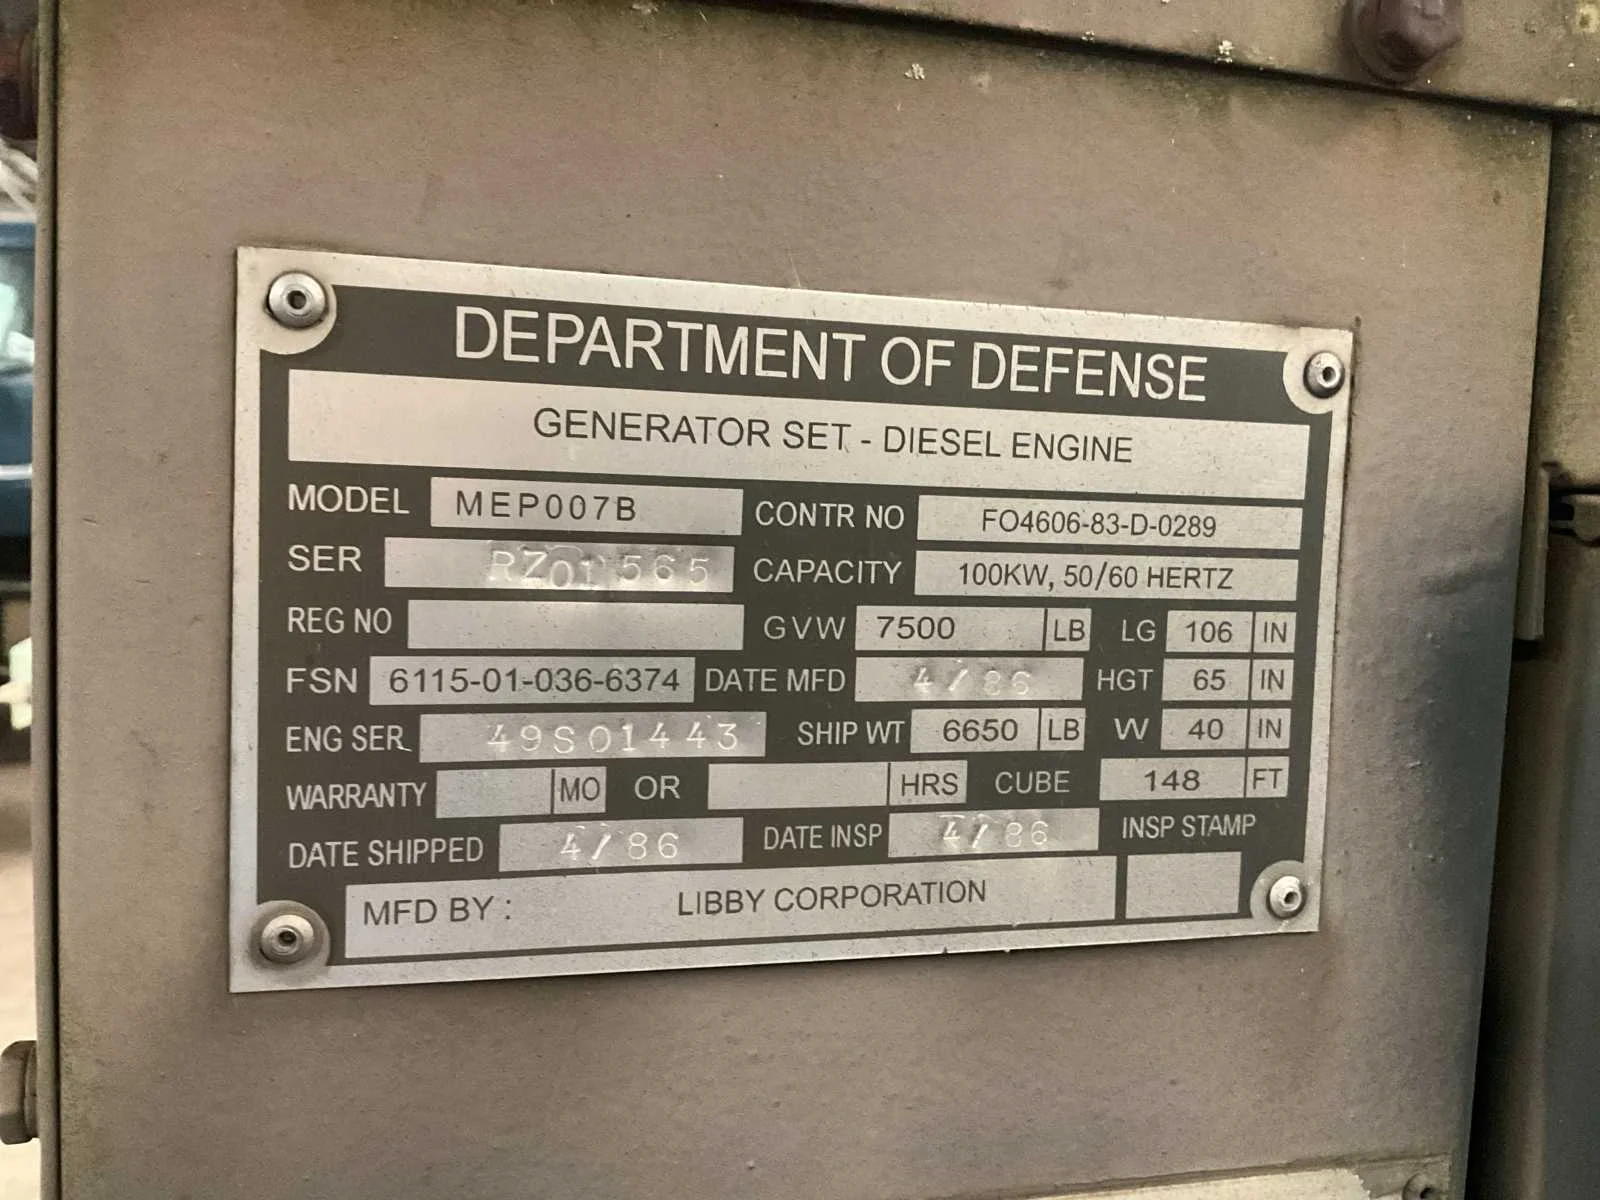 DEPARTMENT OF DEFENSE
GENERATOR SET - DIESEL ENGINE
MODEL MEP007B CONTR NO FO4606-83-D-0289
SER RZ01565 CAPACITY 100KW, 50/60 HERTZ
REG NO GVW 7500 LB LG 106 IN
FSN 6115-01-036-6374 DATE MFD 4/86 HGT 65 IN
ENG SER 49S01443 SHIP WT 6650 LB W 40 IN
WARRANTY MO OR HRS CUBE 148 FT
DATE SHIPPED 4/86 DATE INSP 4/86 INSP STAMP
MFD BY : LIBBY CORPORATION